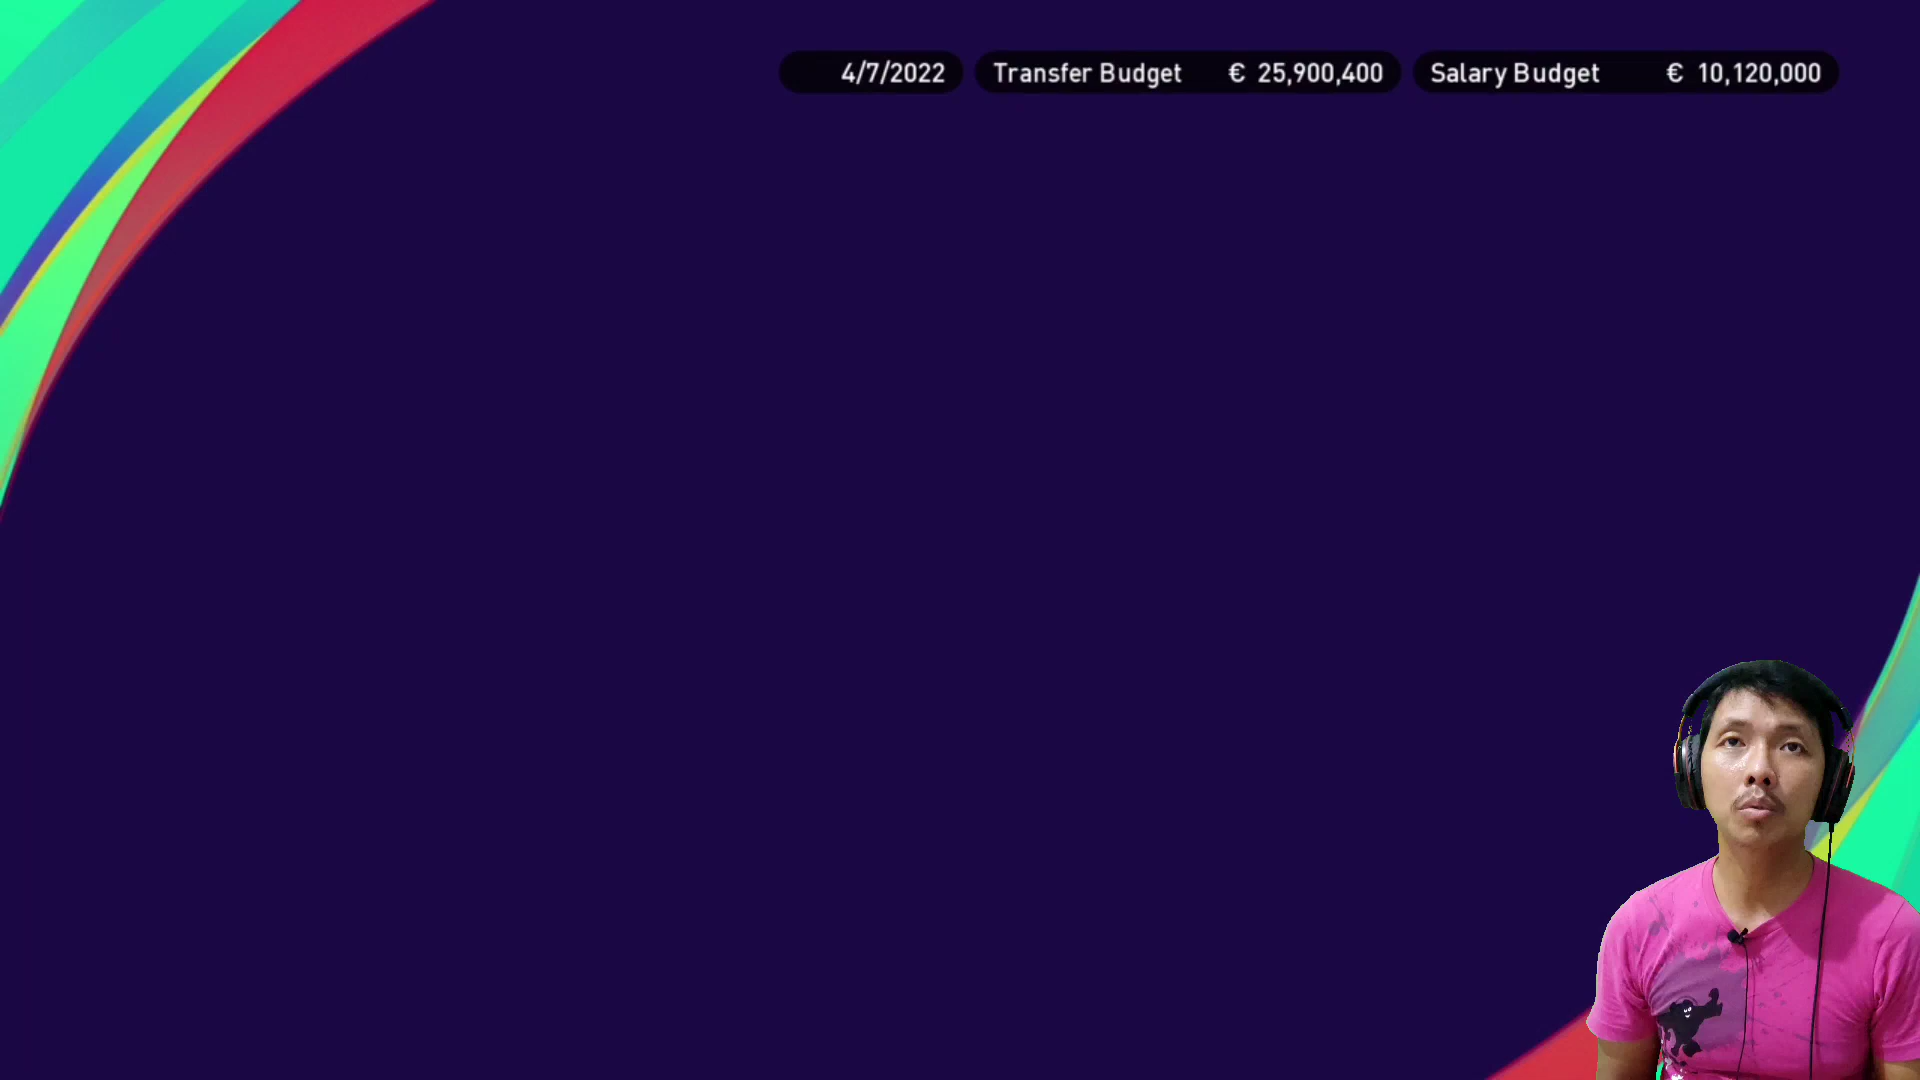 4/7/2022 Transfer Budget € 25,900,400 Salary Budget € 10,120,000